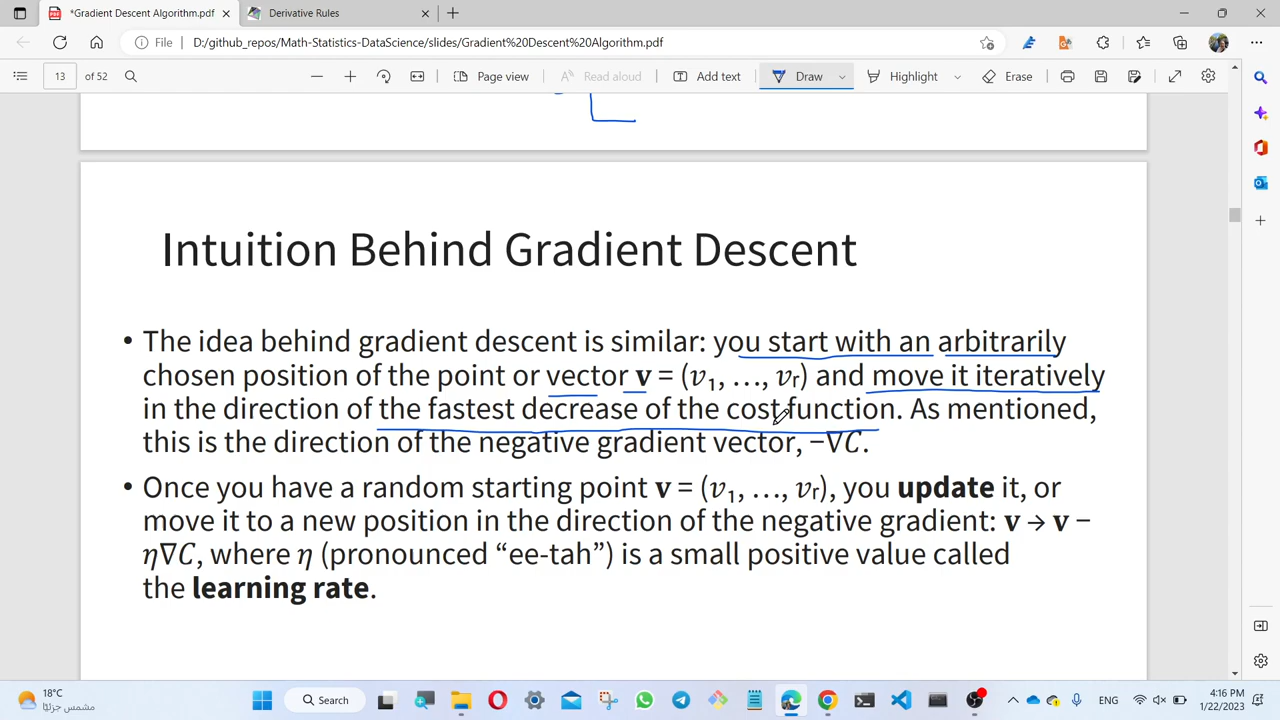 *Gradient Descent Algorithm.pdf
Derivative Rules
File
D:/github_repos/Math-Statistics-DataScience/slides/Gradient%20Descent%20Algorithm.pdf
13 of 52
Page view
Read aloud
Add text
Draw
Highlight
Erase
Intuition Behind Gradient Descent
• The idea behind gradient descent is similar: you start with an arbitrarily
chosen position of the point or vector v = (v₁, …, vᵣ) and move it iteratively
in the direction of the fastest decrease of the cost function. As mentioned,
this is the direction of the negative gradient vector, −∇C.
• Once you have a random starting point v = (v₁, …, vᵣ), you update it, or
move it to a new position in the direction of the negative gradient: v → v −
η∇C, where η (pronounced “ee-tah”) is a small positive value called
the learning rate.
18°C
مشمس جزئيًا
Search
ENG
4:16 PM
1/22/2023